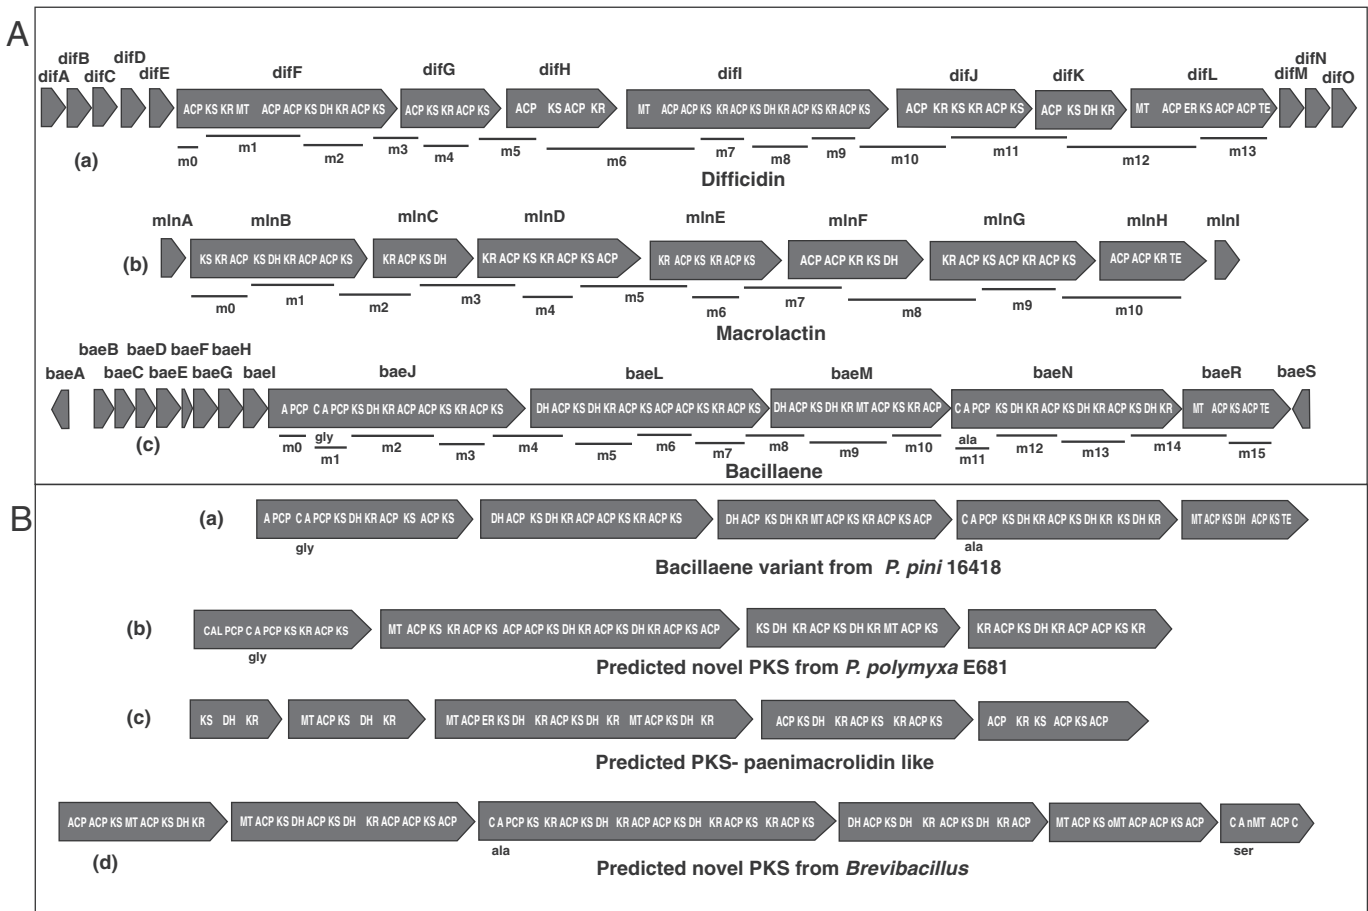 A
difA difB difC difD difE difF difG difH difI difJ difK difL difM difN difO
ACP KS KR MT ACP ACP KS DH KR ACP KS
ACP KS KR ACP KS
ACP KS ACP KR
MT ACP ACP KS KR ACP KS DH KR ACP KS KR ACP KS
ACP KR KS KR ACP KS
ACP KS DH KR
MT ACP ER KS ACP ACP TE
(a)
m0 m1 m2 m3 m4 m5 m6 m7 m8 m9 m10 m11 m12 m13
Difficidin
mlnA mlnB mlnC mlnD mlnE mlnF mlnG mlnH mlnI
(b)
KS KR ACP KS DH KR ACP ACP KS
KR ACP KS DH
KR ACP KS KR ACP KS ACP
KR ACP KS KR ACP KS
ACP ACP KR KS DH
KR ACP KS ACP KR ACP KS
ACP ACP KR TE
m0 m1 m2 m3 m4 m5 m6 m7 m8 m9 m10
Macrolactin
baeA baeB baeC baeD baeE baeF baeG baeH baeI baeJ baeL baeM baeN baeR baeS
A PCP C A PCP KS DH KR ACP ACP KS KR ACP KS
DH ACP KS DH KR ACP KS ACP ACP KS KR ACP KS
DH ACP KS DH KR MT ACP KS KR ACP
C A PCP KS DH KR ACP KS DH KR ACP KS DH KR
MT ACP KS ACP TE
(c)
gly ala
m0 m1 m2 m3 m4 m5 m6 m7 m8 m9 m10 m11 m12 m13 m14 m15
Bacillaene
B
(a)
A PCP C A PCP KS DH KR ACP KS ACP KS
DH ACP KS DH KR ACP ACP KS KR ACP KS
DH ACP KS DH KR MT ACP KS KR ACP KS ACP
C A PCP KS DH KR ACP KS DH KR KS DH KR
MT ACP KS DH ACP KS TE
gly ala
Bacillaene variant from P. pini 16418
(b)
CAL PCP C A PCP KS KR ACP KS
MT ACP KS KR ACP KS ACP ACP KS DH KR ACP KS DH KR ACP KS ACP
KS DH KR ACP KS DH KR MT ACP KS
KR ACP KS DH KR ACP ACP KS KR
gly
Predicted novel PKS from P. polymyxa E681
(c)
KS DH KR
MT ACP KS DH KR
MT ACP ER KS DH KR ACP KS DH KR MT ACP KS DH KR
ACP KS DH KR ACP KS KR ACP KS
ACP KR KS ACP KS ACP
Predicted PKS- paenimacrolidin like
ACP ACP KS MT ACP KS DH KR
MT ACP KS DH ACP KS DH KR ACP ACP KS ACP
C A PCP KS KR ACP KS DH KR ACP ACP KS DH KR ACP KS KR ACP KS
DH ACP KS DH KR ACP KS DH KR ACP
MT ACP KS oMT ACP ACP KS ACP
C A nMT ACP C
(d)
ala ser
Predicted novel PKS from Brevibacillus